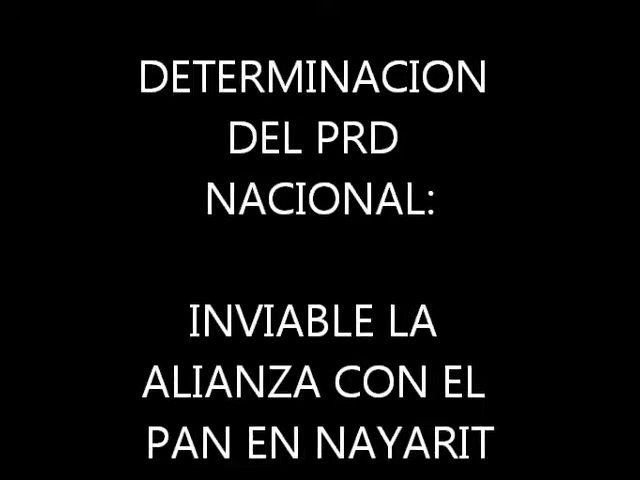 DETERMINACION
DEL PRD
NACIONAL:
INVIABLE LA
ALIANZA CON EL
PAN EN NAYARIT